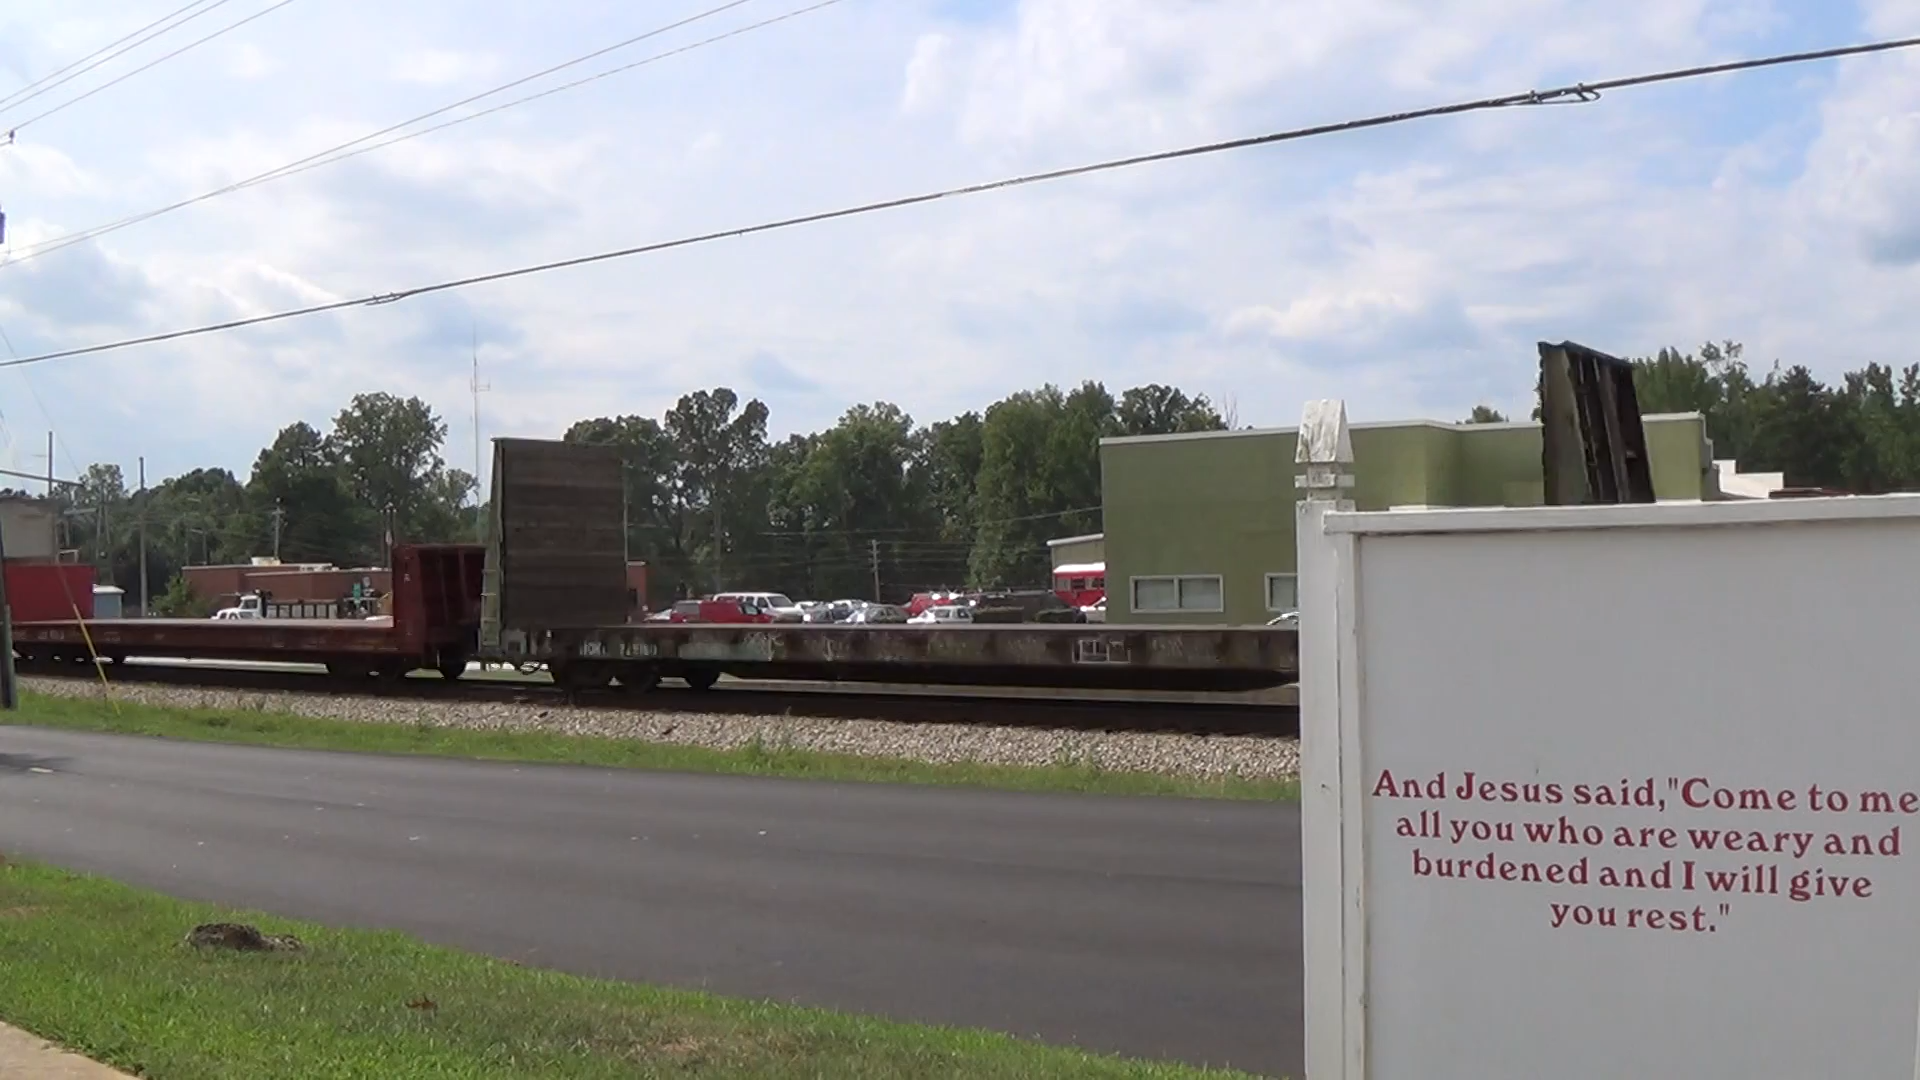 And Jesus said,"Come to me
all you who are weary and
burdened and I will give
you rest."